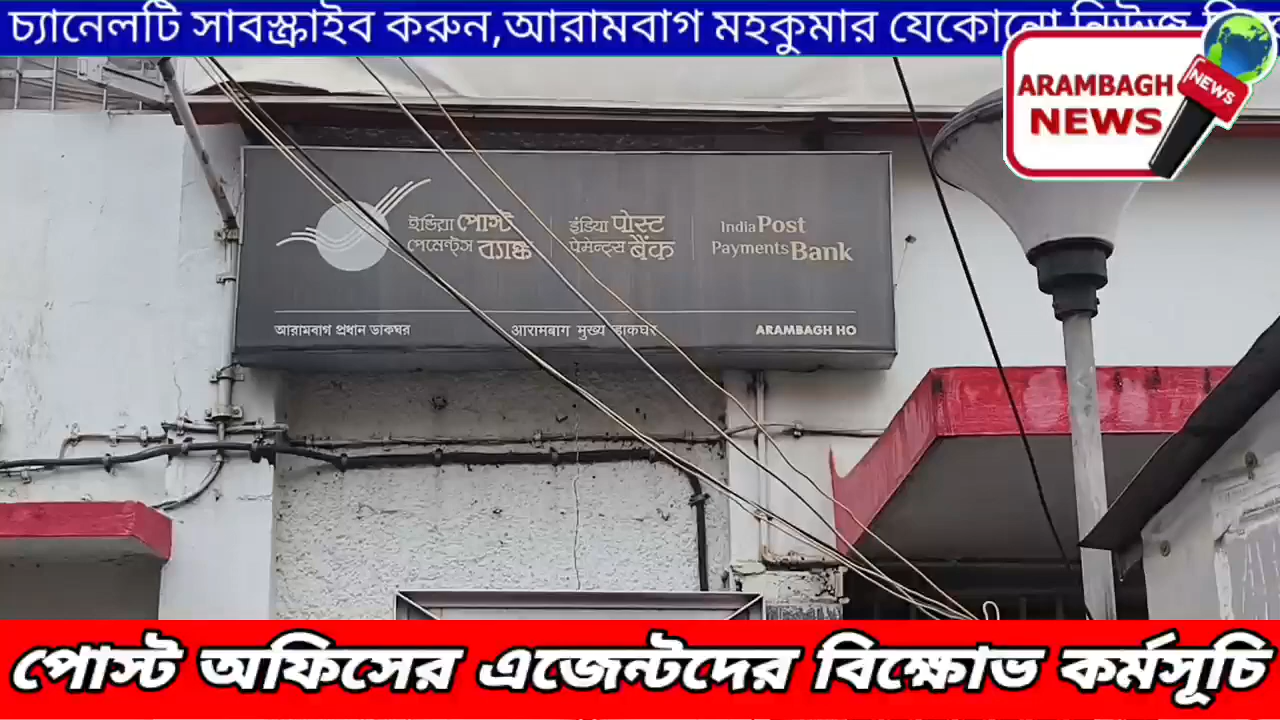 চ্যানেলটি সাবস্ক্রাইব করুন,আরামবাগ মহকুমার যেকোনো নিউজ
ARAMBAGH
NEWS
NEWS
ইন্ডিয়া পোস্ট
পেমেন্ট্স ব্যাঙ্ক
इंडिया पोस्ट
पेमेन्ट्स बैंक
India Post
Payments Bank
আরামবাগ প্রধান ডাকঘর
आरामबाग मुख्य डाकघर
ARAMBAGH HO
পোস্ট অফিসের এজেন্টদের বিক্ষোভ কর্মসূচি